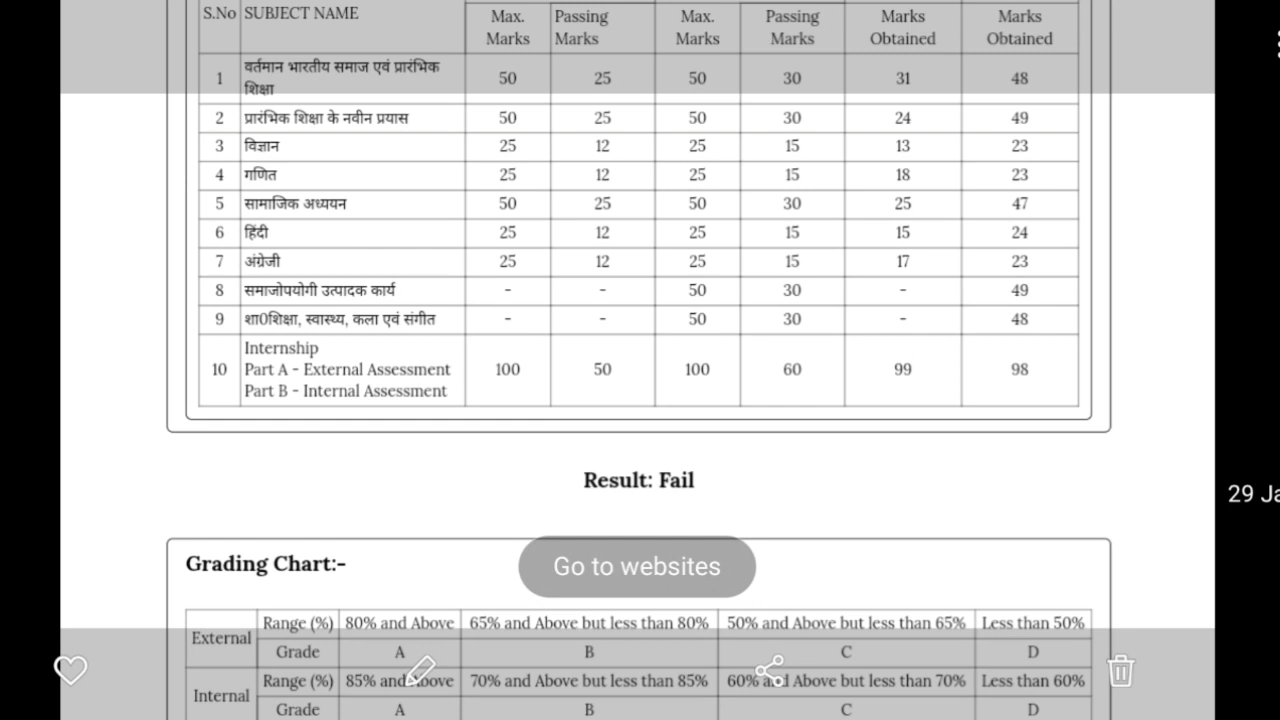 S.No SUBJECT NAME Max. Marks Passing Marks Max. Marks Passing Marks Marks Obtained Marks Obtained
1 वर्तमान भारतीय समाज एवं प्रारंभिक शिक्षा 50 25 50 30 31 48
2 प्रारंभिक शिक्षा के नवीन प्रयास 50 25 50 30 24 49
3 विज्ञान 25 12 25 15 13 23
4 गणित 25 12 25 15 18 23
5 सामाजिक अध्ययन 50 25 50 30 25 47
6 हिंदी 25 12 25 15 15 24
7 अंग्रेजी 25 12 25 15 17 23
8 समाजोपयोगी उत्पादक कार्य - - 50 30 - 49
9 शा0शिक्षा, स्वास्थ्य, कला एवं संगीत - - 50 30 - 48
10 Internship
Part A - External Assessment 100 50 100 60 99 98
Part B - Internal Assessment
Result: Fail
29 Ja
Grading Chart:-
Go to websites
External Range (%) 80% and Above 65% and Above but less than 80% 50% and Above but less than 65% Less than 50%
Grade A B C D
Internal Range (%) 85% and Above 70% and Above but less than 85% 60% and Above but less than 70% Less than 60%
Grade A B C D